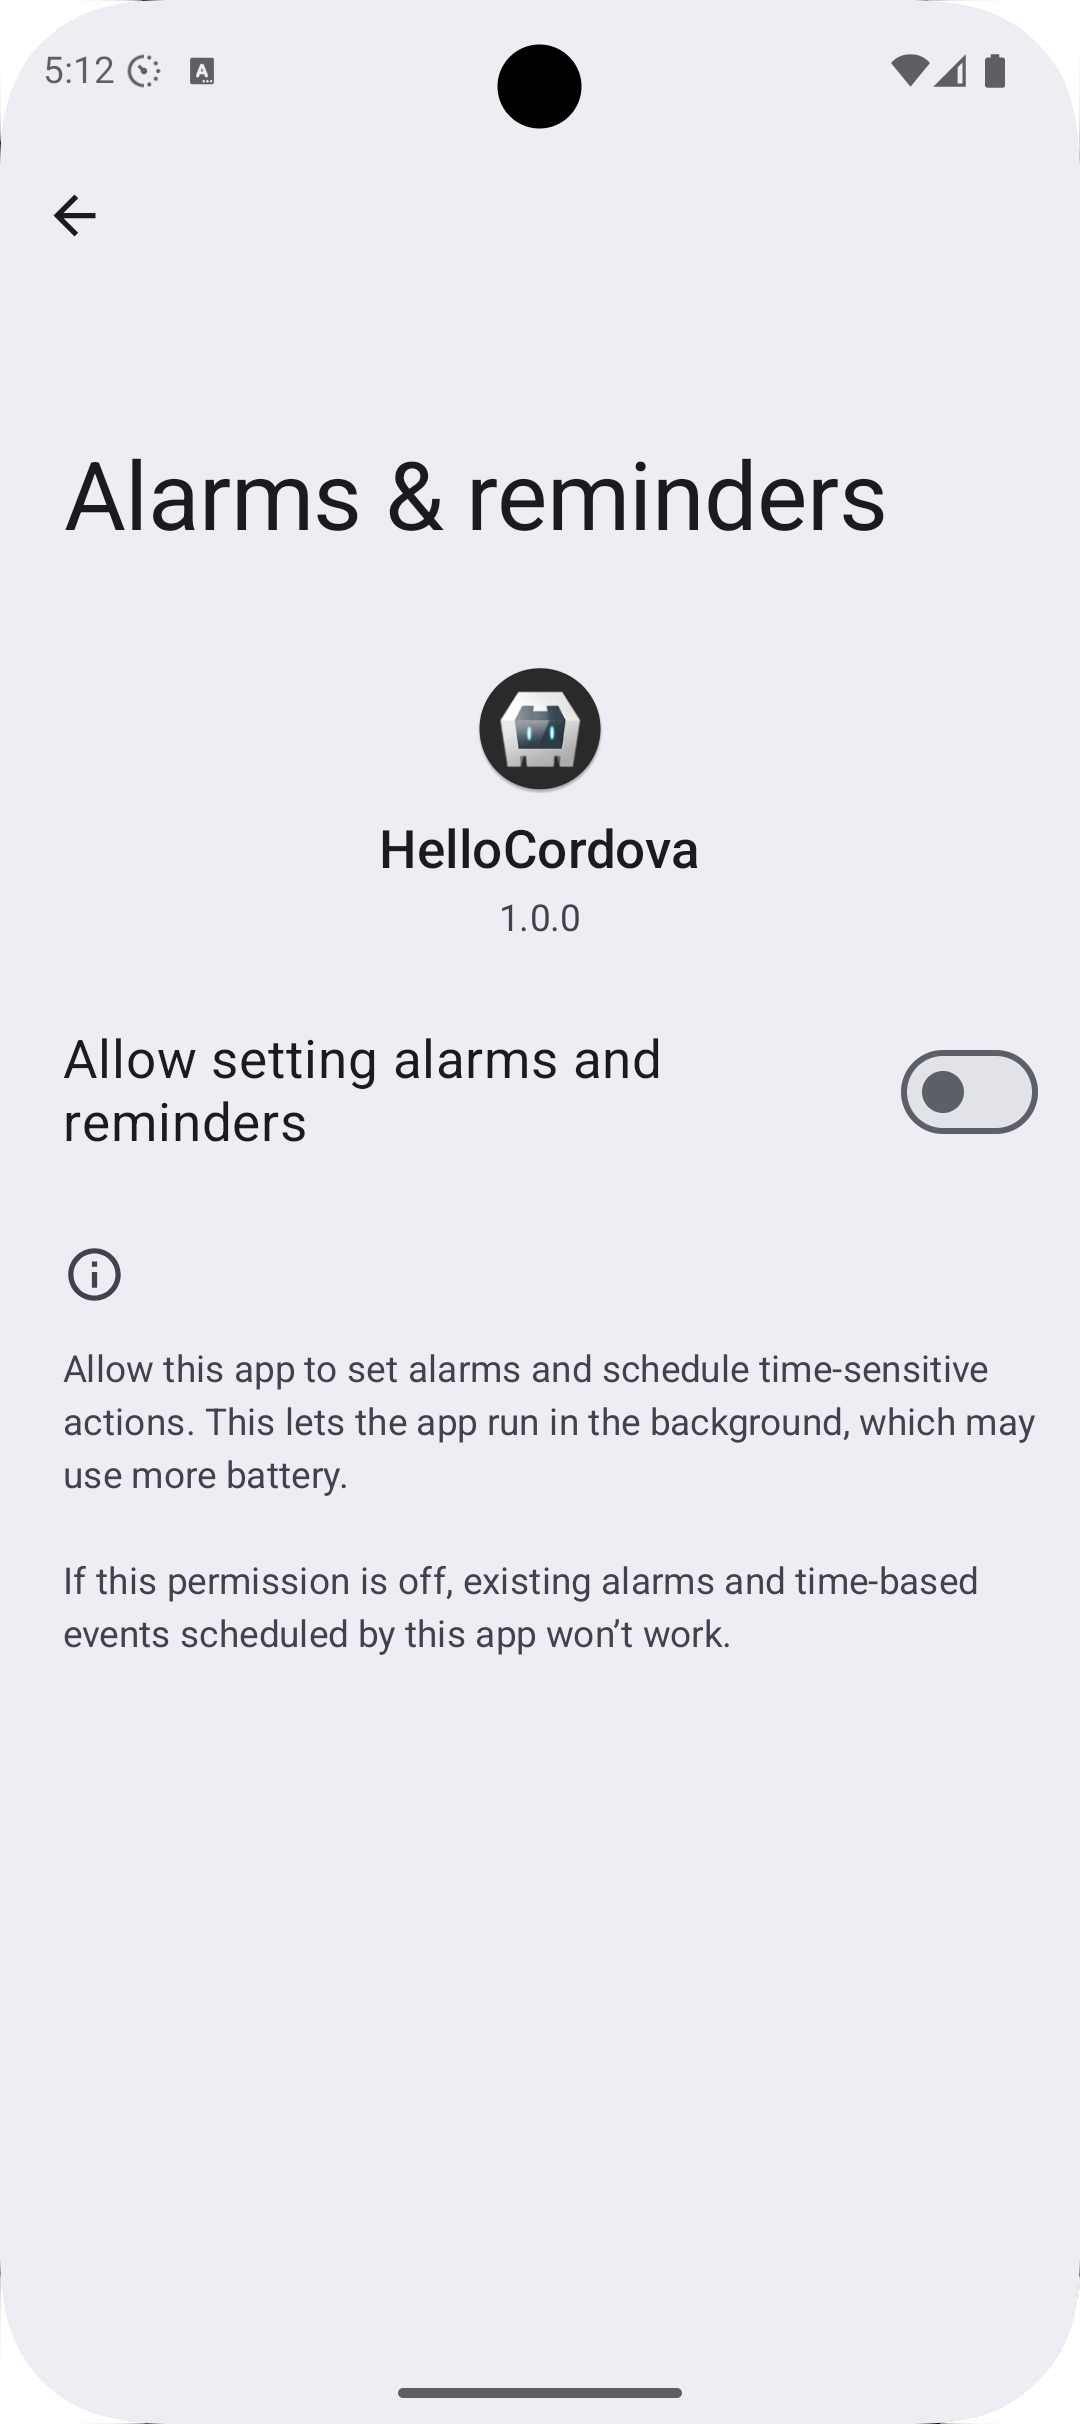 5:12
Alarms & reminders
HelloCordova
1.0.0
Allow setting alarms and
reminders
Allow this app to set alarms and schedule time-sensitive
actions. This lets the app run in the background, which may
use more battery.
If this permission is off, existing alarms and time-based
events scheduled by this app won’t work.